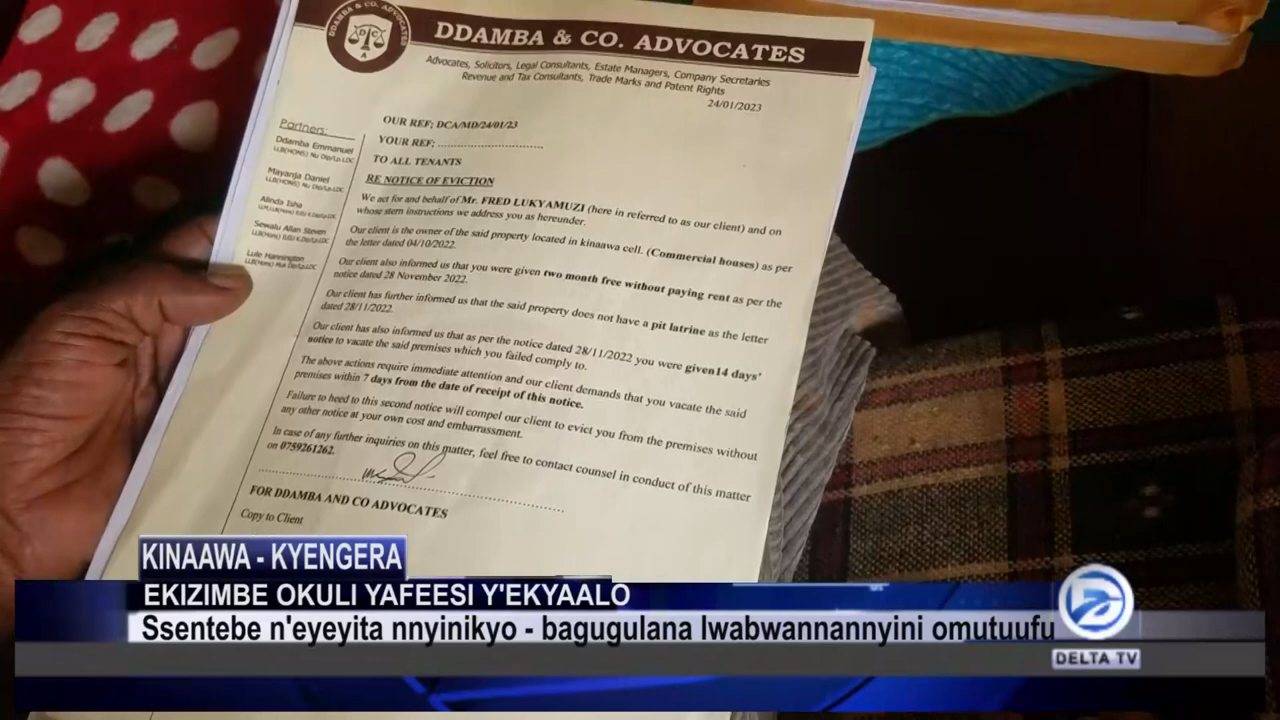 DDAMBA & CO. ADVOCATES
DDAMBA & CO. ADVOCATES
Advocates, Solicitors, Legal Consultants, Estate Managers, Company Secretaries
Revenue and Tax Consultants, Trade Marks and Patent Rights
24/01/2023
OUR REF; DCA/MD/24/01/23
YOUR REF; ..............................
TO ALL TENANTS
RE NOTICE OF EVICTION
Partners:
Ddamba Emmanuel
Mayanja Daniel
Alinda Isha
Sewalu Allan Steven
Lule Hannington
We act for and behalf of Mr. FRED LUKYAMUZI (here in referred to as our client) and on
whose stern instructions we address you as hereunder.
Our client is the owner of the said property located in kinaawa cell. (Commercial houses) as per
the letter dated 04/10/2022.
Our client also informed us that you were given two month free without paying rent as per the
notice dated 28 November 2022.
Our client has further informed us that the said property does not have a pit latrine as the letter
dated 28/11/2022.
Our client has also informed us that as per the notice dated 28/11/2022 you were given14 days'
notice to vacate the said premises which you failed comply to.
The above actions require immediate attention and our client demands that you vacate the said
premises within 7 days from the date of receipt of this notice.
Failure to heed to this second notice will compel our client to evict you from the premises without
any other notice at your own cost and embarrassment.
In case of any further inquiries on this matter, feel free to contact counsel in conduct of this matter
on 0759261262.
FOR DDAMBA AND CO ADVOCATES
Copy to Client
KINAAWA - KYENGERA
EKIZIMBE OKULI YAFEESI Y'EKYAALO
Ssentebe n'eyeyita nnyinikyo - bagugulana lwabwannannyini omutuufu
DELTA TV